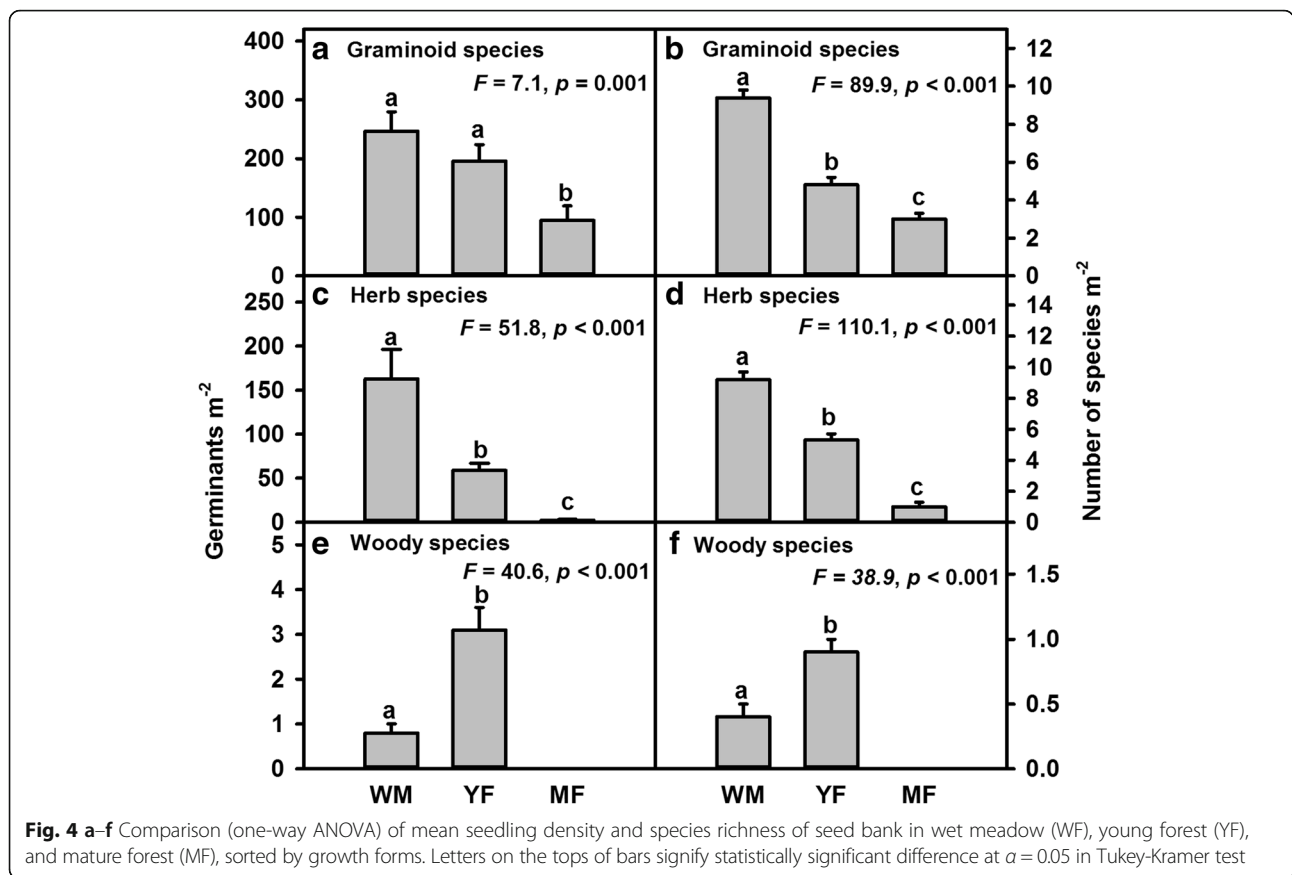 a Graminoid species
F = 7.1, p = 0.001
400
300
200
100
0
a
a
b
b Graminoid species
F = 89.9, p < 0.001
12
10
8
6
4
2
0
a
b
c
c Herb species
F = 51.8, p < 0.001
250
200
150
100
50
0
a
b
c
d Herb species
F = 110.1, p < 0.001
14
12
10
8
6
4
2
0
a
b
c
e Woody species
F = 40.6, p < 0.001
5
4
3
2
1
0
a
b
f Woody species
F = 38.9, p < 0.001
1.5
1.0
0.5
0.0
a
b
Germinants m-2
Number of species m-2
WM YF MF
WM YF MF
Fig. 4 a–f Comparison (one-way ANOVA) of mean seedling density and species richness of seed bank in wet meadow (WF), young forest (YF),
and mature forest (MF), sorted by growth forms. Letters on the tops of bars signify statistically significant difference at α = 0.05 in Tukey-Kramer test